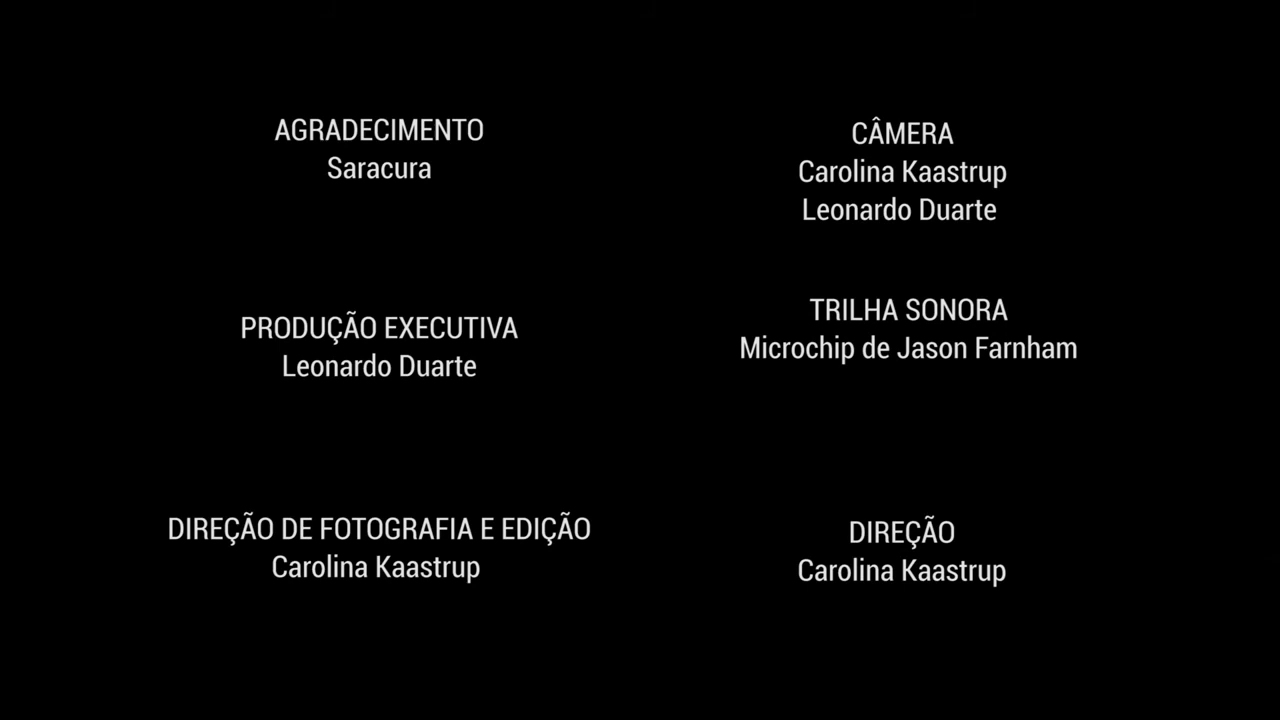 AGRADECIMENTO
Saracura
PRODUÇÃO EXECUTIVA
Leonardo Duarte
DIREÇÃO DE FOTOGRAFIA E EDIÇÃO
Carolina Kaastrup
CÂMERA
Carolina Kaastrup
Leonardo Duarte
TRILHA SONORA
Microchip de Jason Farnham
DIREÇÃO
Carolina Kaastrup